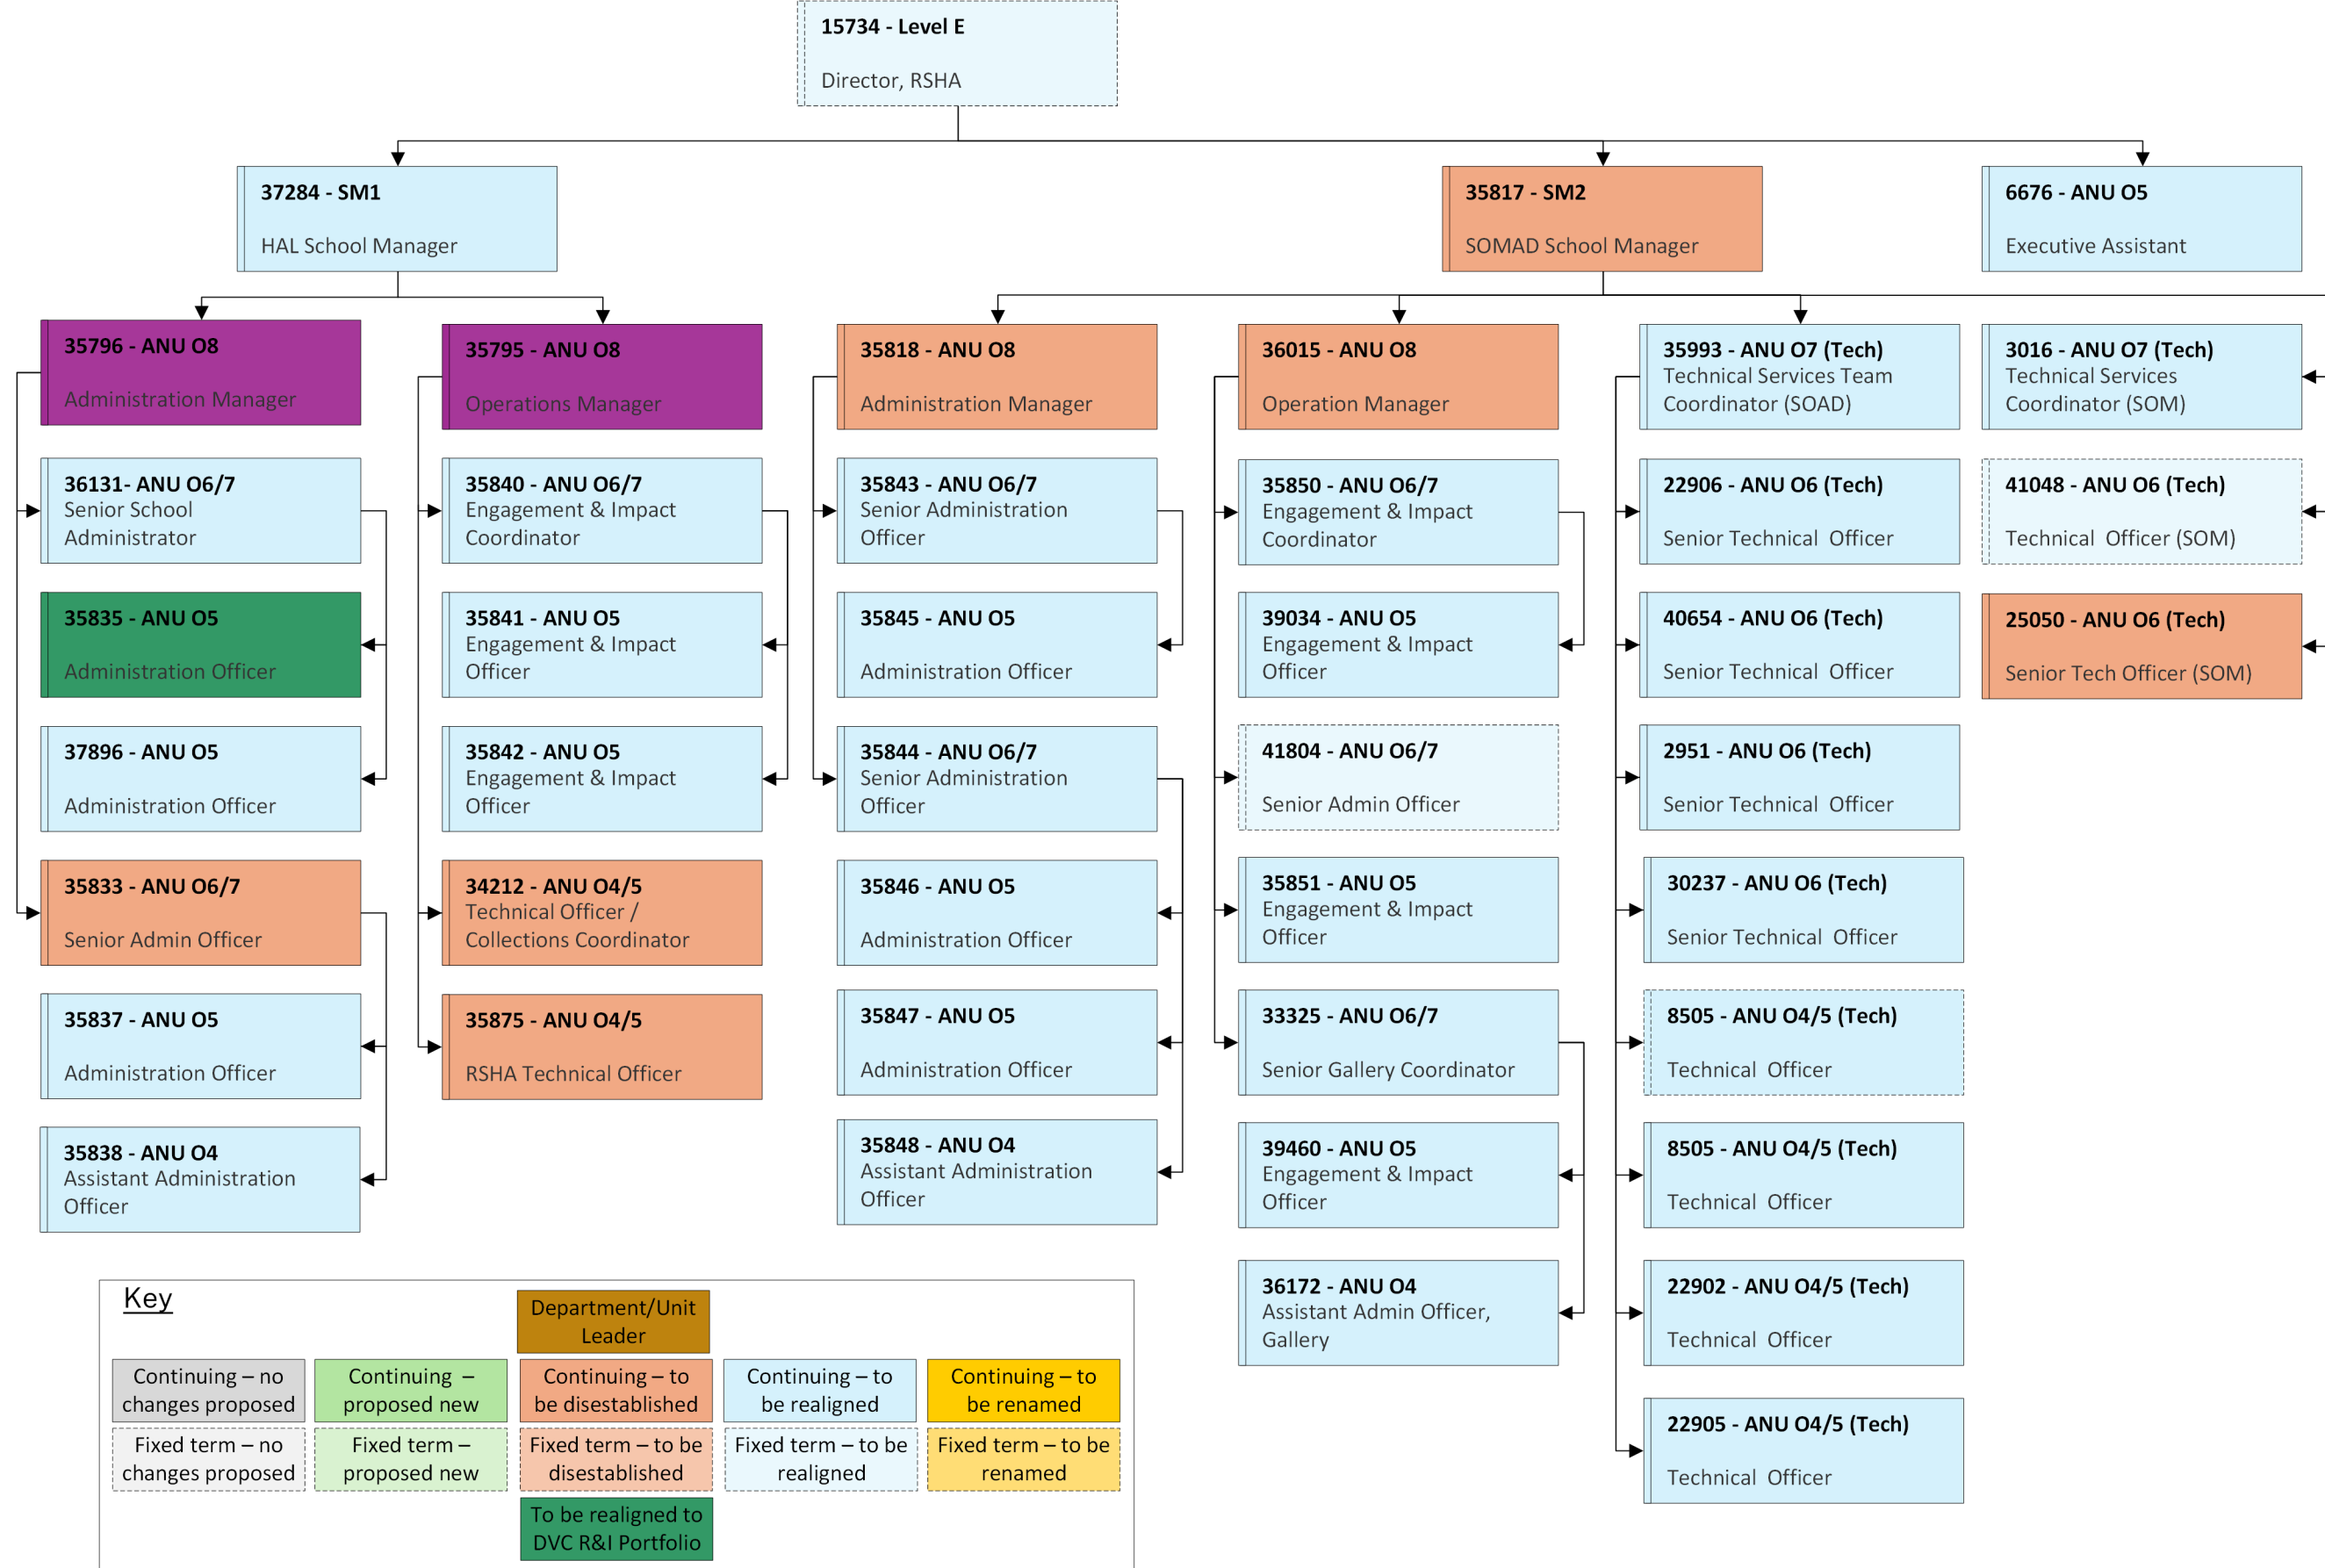 15734 - Level E
Director, RSHA
37284 - SM1
HAL School Manager
35817 - SM2
SOMAD School Manager
6676 - ANU O5
Executive Assistant
35796 - ANU O8
Administration Manager
35795 - ANU O8
Operations Manager
35818 - ANU O8
Administration Manager
36015 - ANU O8
Operation Manager
35993 - ANU O7 (Tech)
Technical Services Team
Coordinator (SOAD)
3016 - ANU O7 (Tech)
Technical Services
Coordinator (SOM)
36131- ANU O6/7
Senior School
Administrator
35840 - ANU O6/7
Engagement & Impact
Coordinator
35843 - ANU O6/7
Senior Administration
Officer
35850 - ANU O6/7
Engagement & Impact
Coordinator
22906 - ANU O6 (Tech)
Senior Technical  Officer
41048 - ANU O6 (Tech)
Technical  Officer (SOM)
35835 - ANU O5
Administration Officer
35841 - ANU O5
Engagement & Impact
Officer
35845 - ANU O5
Administration Officer
39034 - ANU O5
Engagement & Impact
Officer
40654 - ANU O6 (Tech)
Senior Technical  Officer
25050 - ANU O6 (Tech)
Senior Tech Officer (SOM)
37896 - ANU O5
Administration Officer
35842 - ANU O5
Engagement & Impact
Officer
35844 - ANU O6/7
Senior Administration
Officer
41804 - ANU O6/7
Senior Admin Officer
2951 - ANU O6 (Tech)
Senior Technical  Officer
35833 - ANU O6/7
Senior Admin Officer
34212 - ANU O4/5
Technical Officer /
Collections Coordinator
35846 - ANU O5
Administration Officer
35851 - ANU O5
Engagement & Impact
Officer
30237 - ANU O6 (Tech)
Senior Technical  Officer
35837 - ANU O5
Administration Officer
35875 - ANU O4/5
RSHA Technical Officer
35847 - ANU O5
Administration Officer
33325 - ANU O6/7
Senior Gallery Coordinator
8505 - ANU O4/5 (Tech)
Technical  Officer
35838 - ANU O4
Assistant Administration
Officer
35848 - ANU O4
Assistant Administration
Officer
39460 - ANU O5
Engagement & Impact
Officer
8505 - ANU O4/5 (Tech)
Technical  Officer
36172 - ANU O4
Assistant Admin Officer,
Gallery
22902 - ANU O4/5 (Tech)
Technical  Officer
22905 - ANU O4/5 (Tech)
Technical  Officer
Key
Department/Unit
Leader
Continuing – no
changes proposed
Continuing  –
proposed new
Continuing – to
be disestablished
Continuing – to
be realigned
Continuing – to
be renamed
Fixed term – no
changes proposed
Fixed term –
proposed new
Fixed term – to be
disestablished
Fixed term – to be
realigned
Fixed term – to be
renamed
To be realigned to
DVC R&I Portfolio